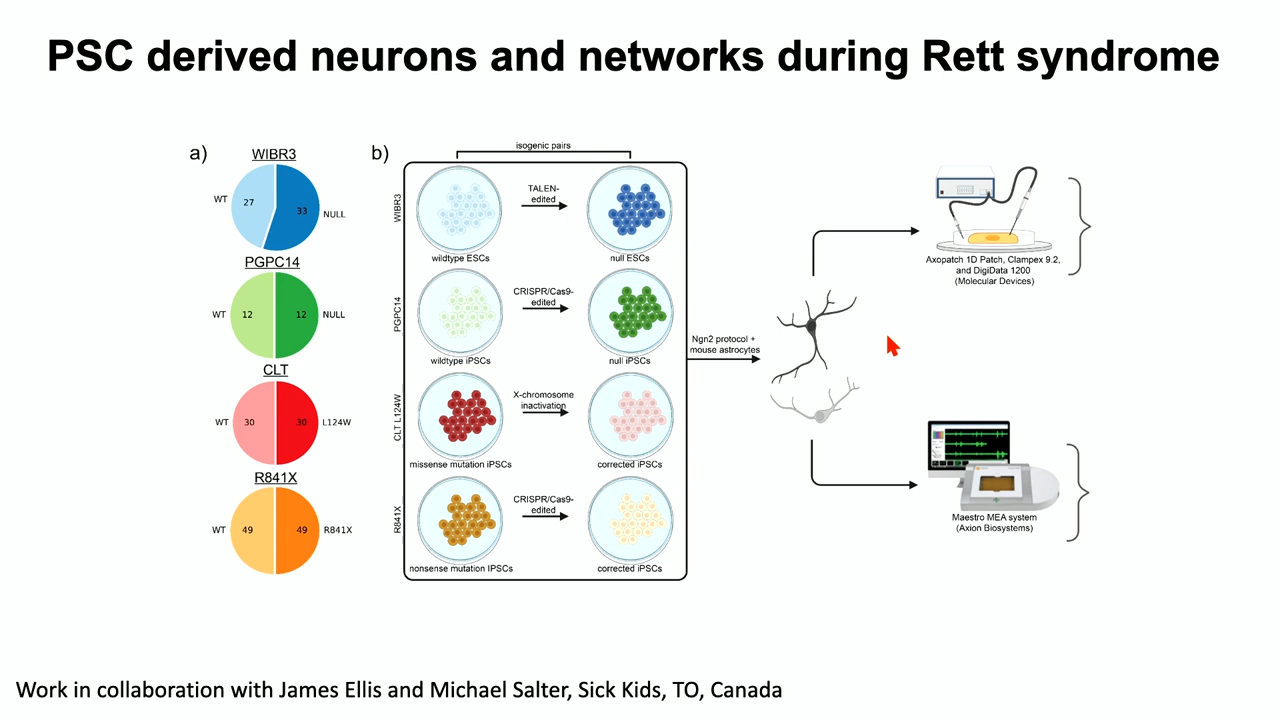 PSC derived neurons and networks during Rett syndrome
a)
WIBR3
WT
27
33
NULL
PGPC14
WT
12
12
NULL
CLT
WT
30
30
L124W
R841X
WT
49
49
R841X
b)
isogenic pairs
WIBR3
TALEN-
edited
wildtype ESCs
null ESCs
PGPC14
CRISPR/Cas9-
edited
wildtype iPSCs
null iPSCs
CLT L124W
X-chromosome
inactivation
missense mutation iPSCs
corrected iPSCs
R841X
CRISPR/Cas9-
edited
nonsense mutation IPSCs
corrected iPSCs
Ngn2 protocol +
mouse astrocytes
Axopatch 1D Patch, Clampex 9.2,
and DigiData 1200
(Molecular Devices)
Maestro MEA system
(Axion Biosystems)
Work in collaboration with James Ellis and Michael Salter, Sick Kids, TO, Canada